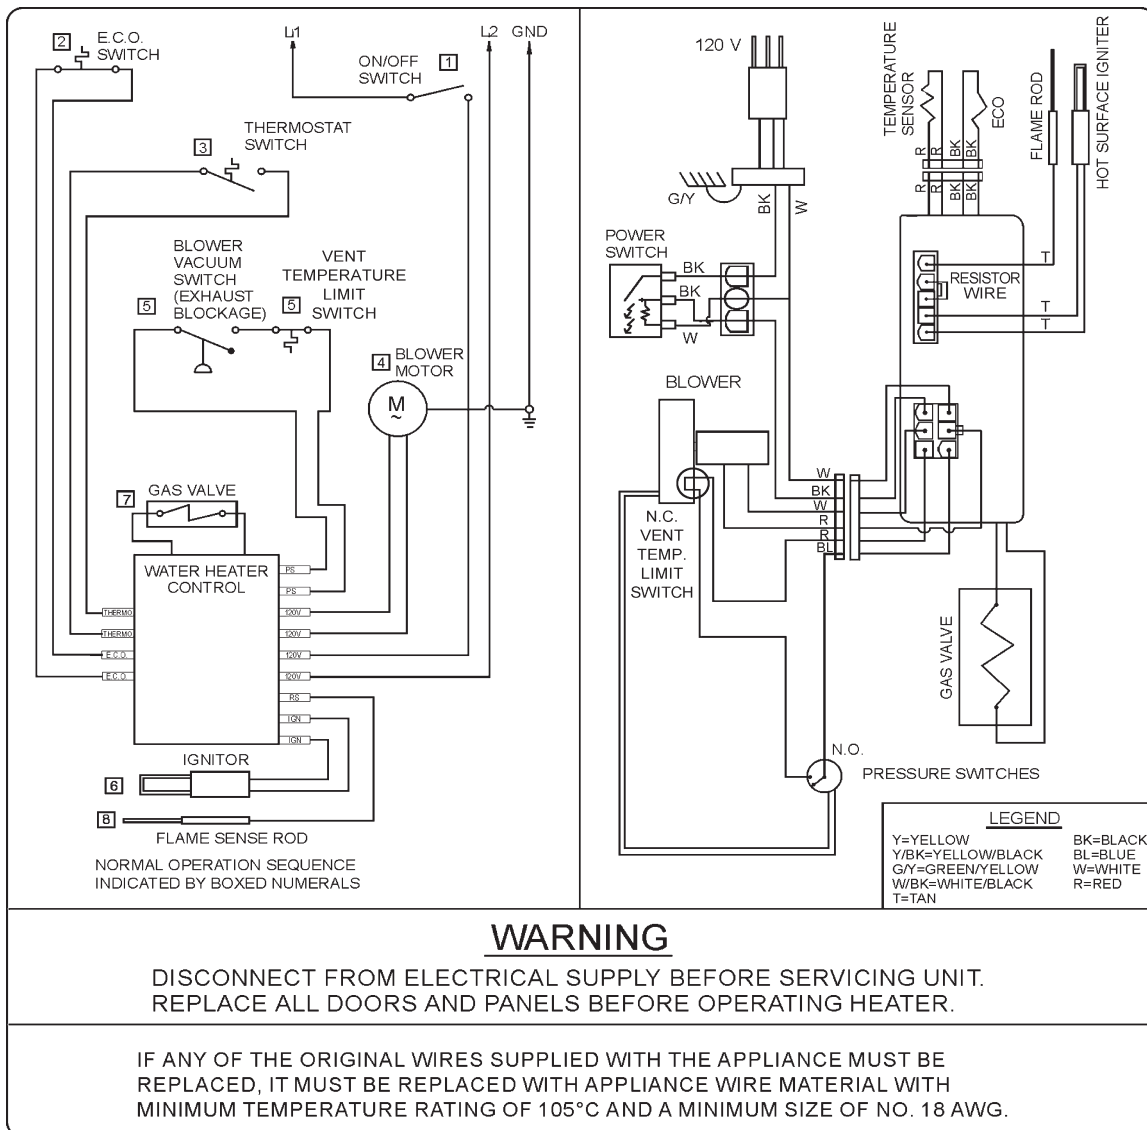 2
E.C.O.
SWITCH
L1
L2
GND
ON/OFF
SWITCH
1
THERMOSTAT
SWITCH
3
BLOWER
VACUUM
SWITCH
(EXHAUST
BLOCKAGE)
5
VENT
TEMPERATURE
LIMIT
SWITCH
5
4
BLOWER
MOTOR
M
~
7
GAS VALVE
WATER HEATER
CONTROL
THERMO
THERMO
E.C.O.
E.C.O.
PS
PS
120V
120V
120V
120V
RS
IGN
IGN
IGNITOR
6
8
FLAME SENSE ROD
NORMAL OPERATION SEQUENCE
INDICATED BY BOXED NUMERALS
120 V
G/Y
BK
W
POWER
SWITCH
BK
BK
W
TEMPERATURE
SENSOR
ECO
R
R
BK
BK
R
R
BK
BK
FLAME ROD
HOT SURFACE IGNITER
RESISTOR
WIRE
T
T
T
BLOWER
N.C.
VENT
TEMP.
LIMIT
SWITCH
W
BK
W
R
R
BL
GAS VALVE
N.O.
PRESSURE SWITCHES
LEGEND
Y=YELLOW BK=BLACK
Y/BK=YELLOW/BLACK BL=BLUE
G/Y=GREEN/YELLOW W=WHITE
W/BK=WHITE/BLACK R=RED
T=TAN
WARNING
DISCONNECT FROM ELECTRICAL SUPPLY BEFORE SERVICING UNIT.
REPLACE ALL DOORS AND PANELS BEFORE OPERATING HEATER.
IF ANY OF THE ORIGINAL WIRES SUPPLIED WITH THE APPLIANCE MUST BE
REPLACED, IT MUST BE REPLACED WITH APPLIANCE WIRE MATERIAL WITH
MINIMUM TEMPERATURE RATING OF 105°C AND A MINIMUM SIZE OF NO. 18 AWG.